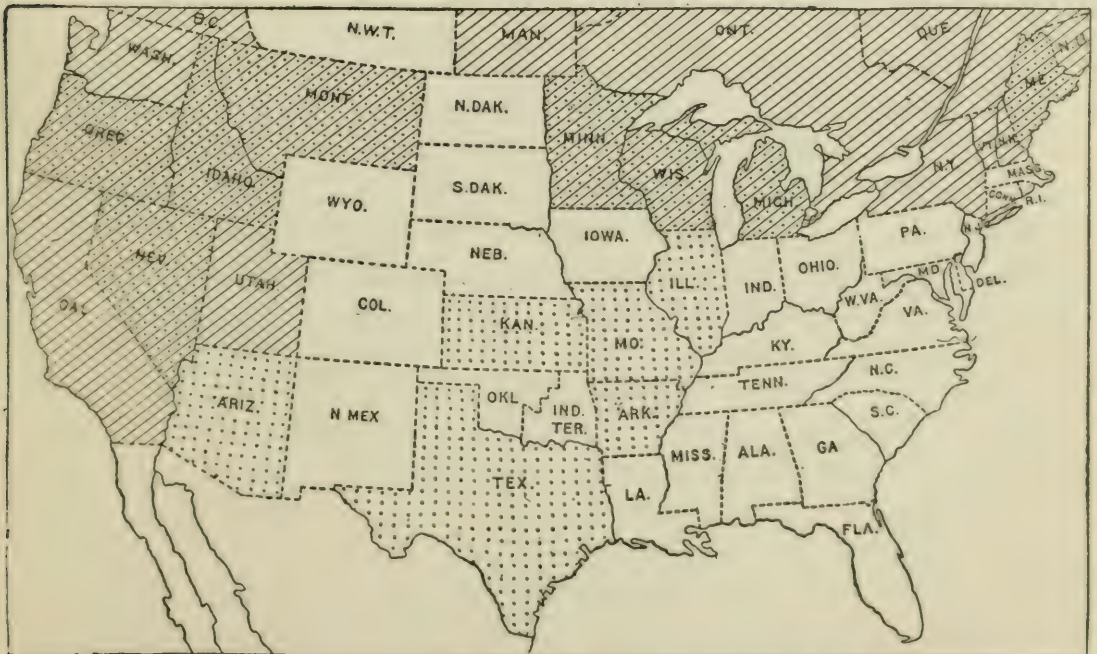 B.C.
N.W.T.
MAN.
ONT.
QUE
N.B.
WASH.
MONT
N.DAK.
MINN
ME
OREG.
IDAHO.
WYO.
S.DAK.
WIS.
MICH
N.Y
VT.
N.H.
MASS
CONN
R.I.
CAL
NEV.
UTAH
NEB.
IOWA.
ILL.
IND.
OHIO.
PA.
N.J
MD
DEL.
COL.
KAN.
MO.
W.VA.
VA.
KY.
ARIZ.
N MEX
OKL
IND.
TER.
ARK.
TENN.
N.C.
S.C.
TEX.
LA.
MISS.
ALA.
GA
FLA.